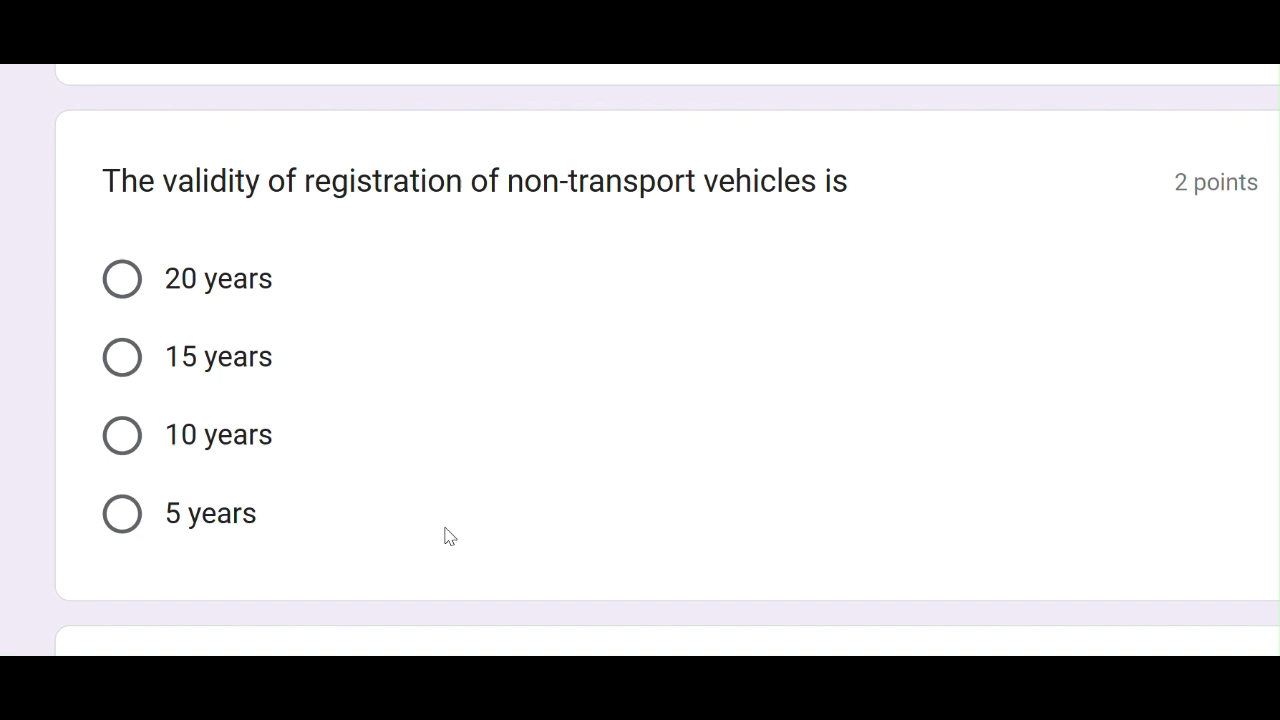 The validity of registration of non-transport vehicles is
2 points
20 years
15 years
10 years
5 years